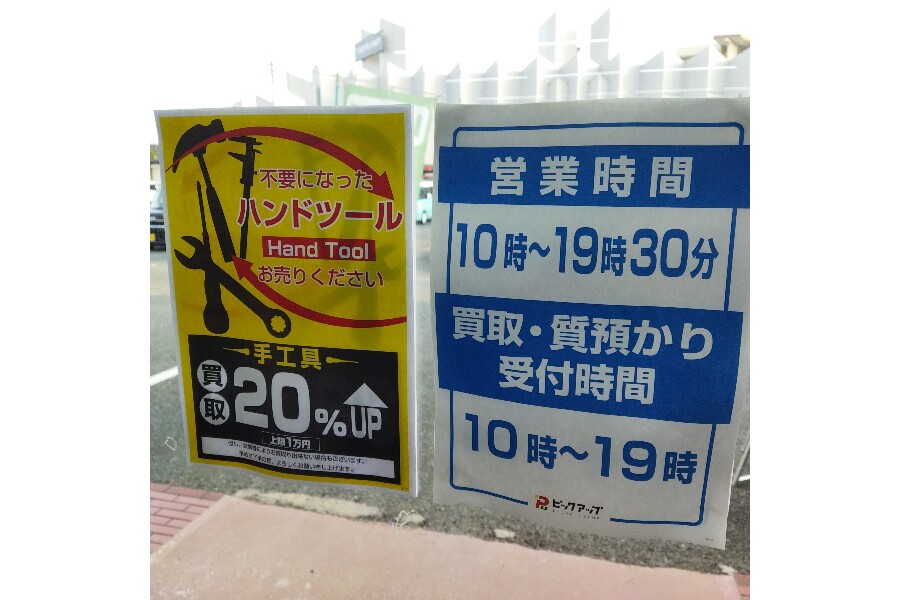 不要になった
ハンドツール
Hand Tool
お売りください
手工具
買取
20%UP
上限1万円
営業時間
10時～19時30分
買取・質預かり
受付時間
10時～19時
ピックアップ